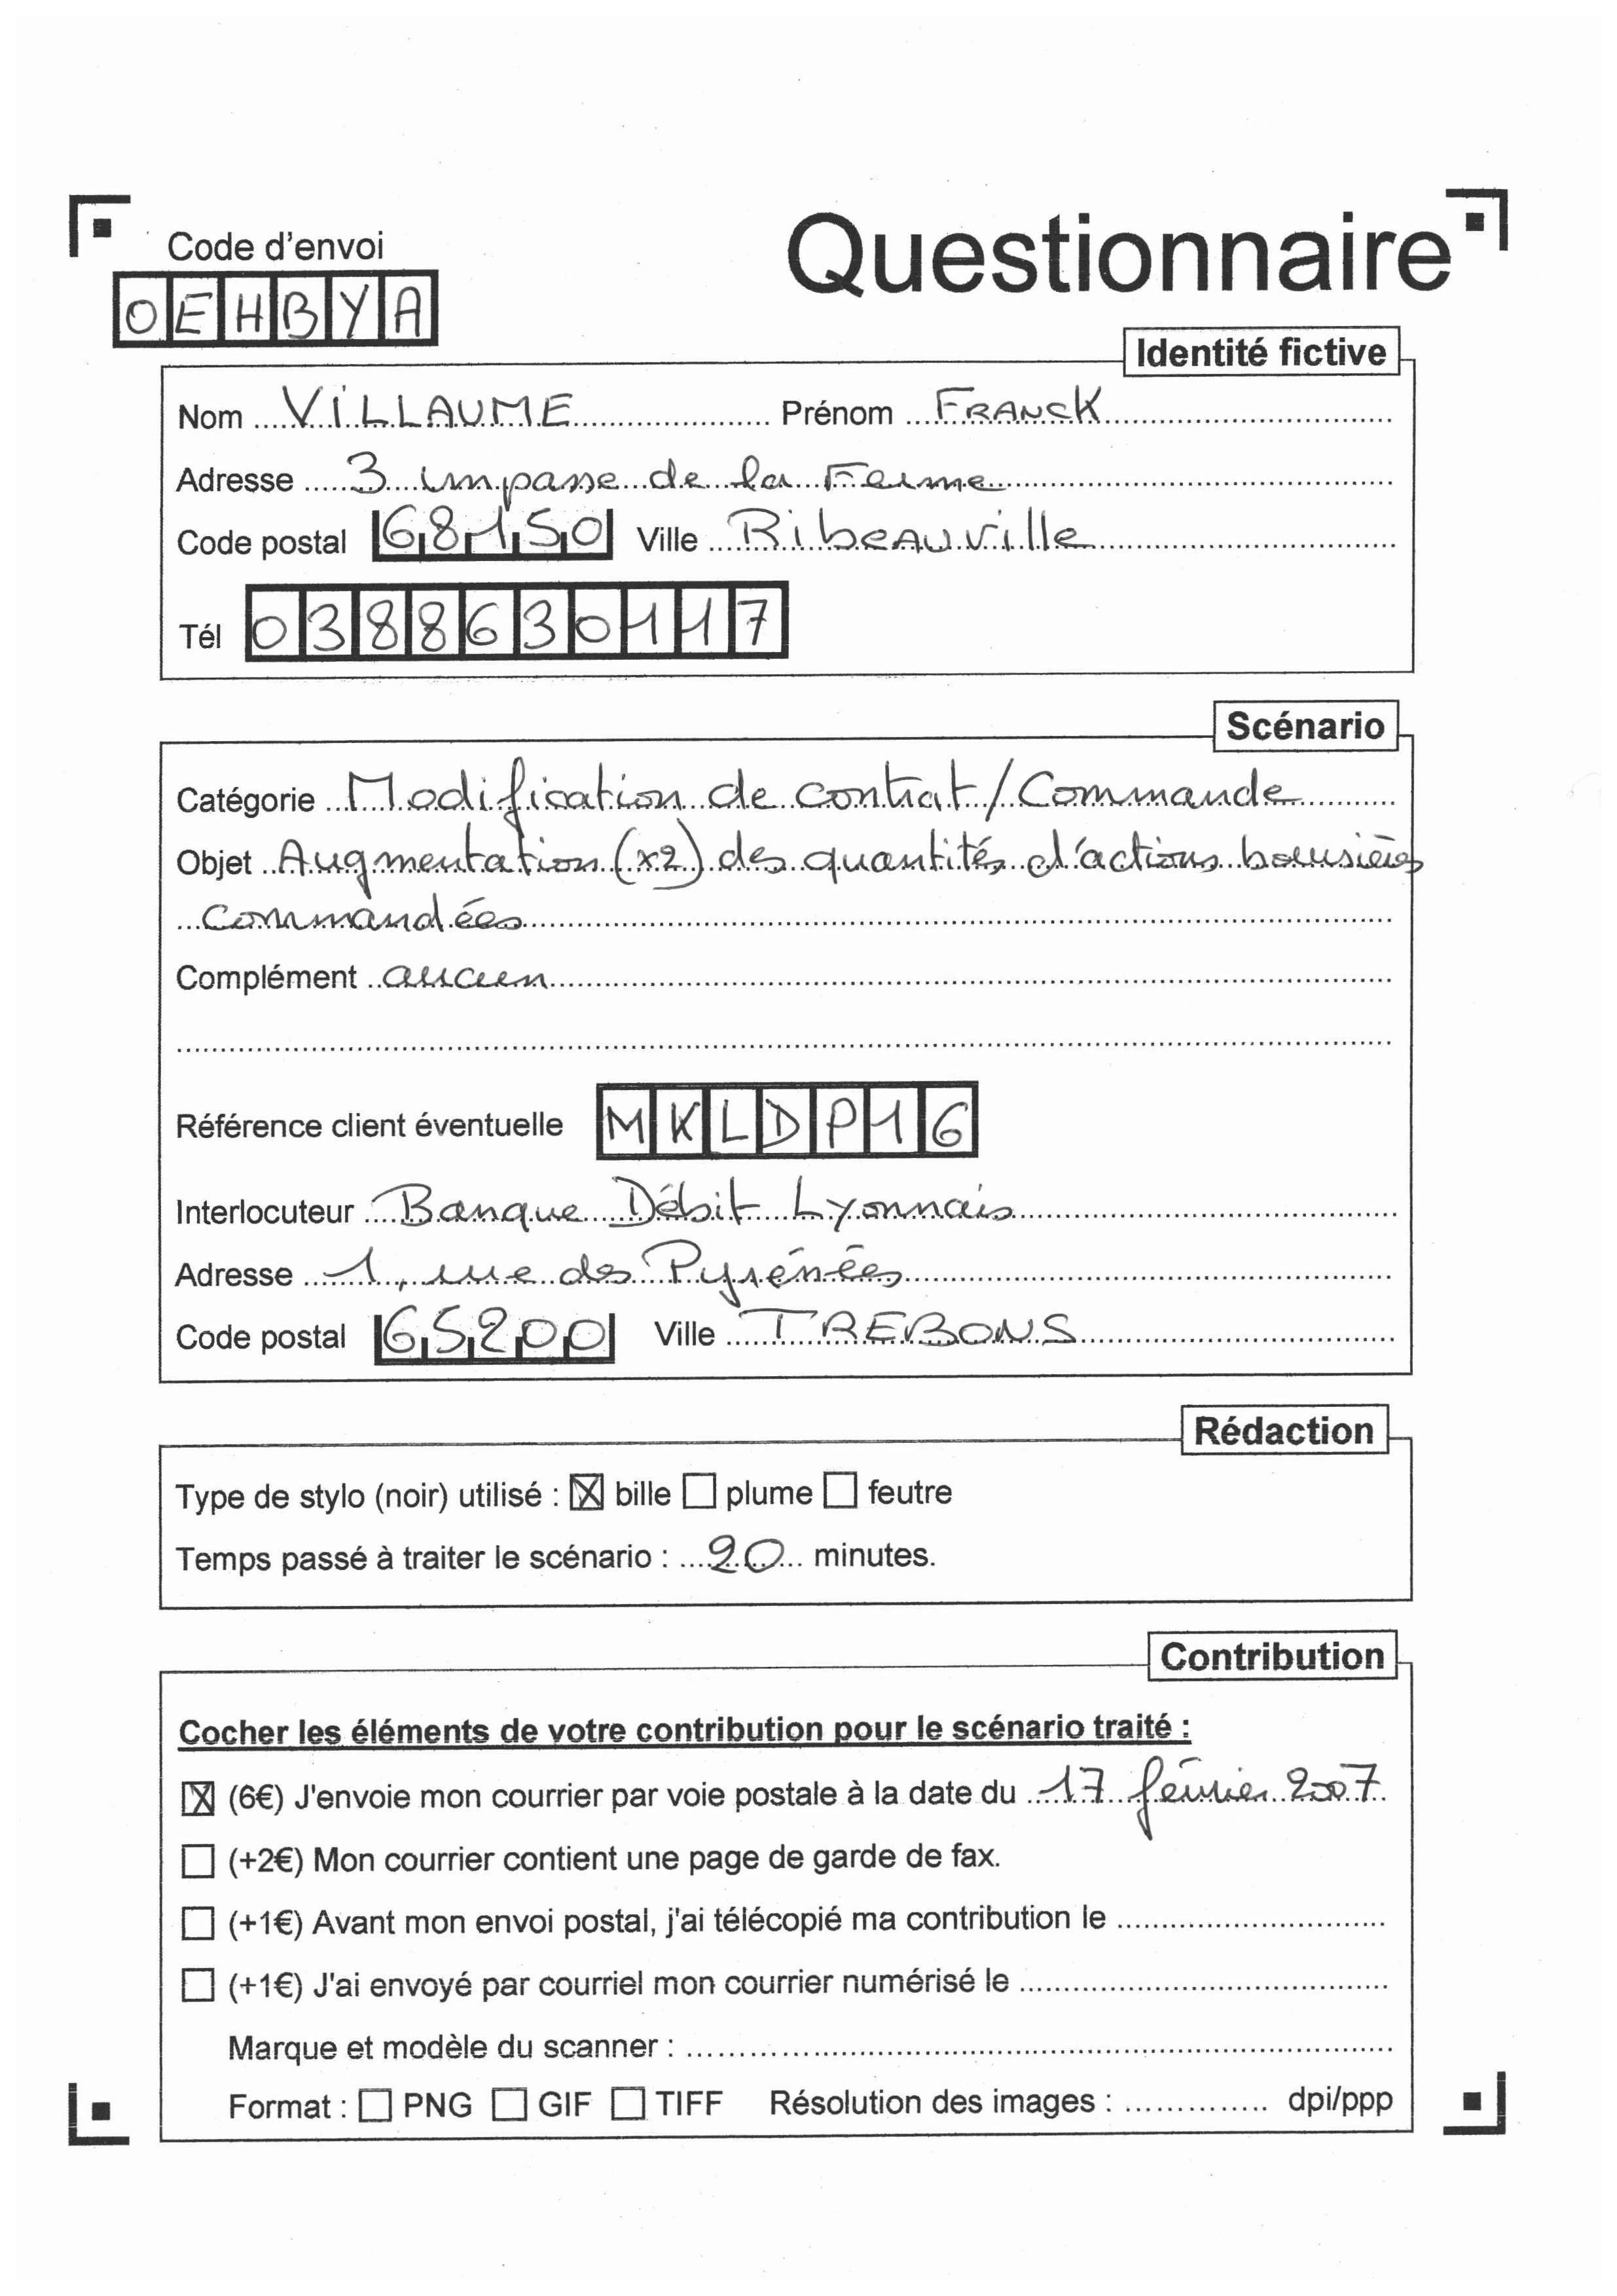 Code d'envoi
Questionnaire
OEHBYA
Identité fictive
Nom VILLAUME Prénom FRANCK
Adresse 3 impasse de la Ferme
Code postal 68150 Ville Ribeauville
Tél 0388630117
Scénario
Catégorie Modification de contrat/Commande
Objet Augmentation (x2) des quantités d'actions boursières
commandées
Complément aucun
Référence client éventuelle MKLDP16
Interlocuteur Banque Débit Lyonnais
Adresse 1, rue des Pyrénées
Code postal 65200 Ville TREBONS
Rédaction
Type de stylo (noir) utilisé : ☒ bille ☐ plume ☐ feutre
Temps passé à traiter le scénario : 20 minutes.
Contribution
Cocher les éléments de votre contribution pour le scénario traité :
☒ (6€) J'envoie mon courrier par voie postale à la date du 17 février 2007
☐ (+2€) Mon courrier contient une page de garde de fax.
☐ (+1€) Avant mon envoi postal, j'ai télécopié ma contribution le
☐ (+1€) J'ai envoyé par courriel mon courrier numérisé le
Marque et modèle du scanner :
Format : ☐ PNG ☐ GIF ☐ TIFF Résolution des images : dpi/ppp